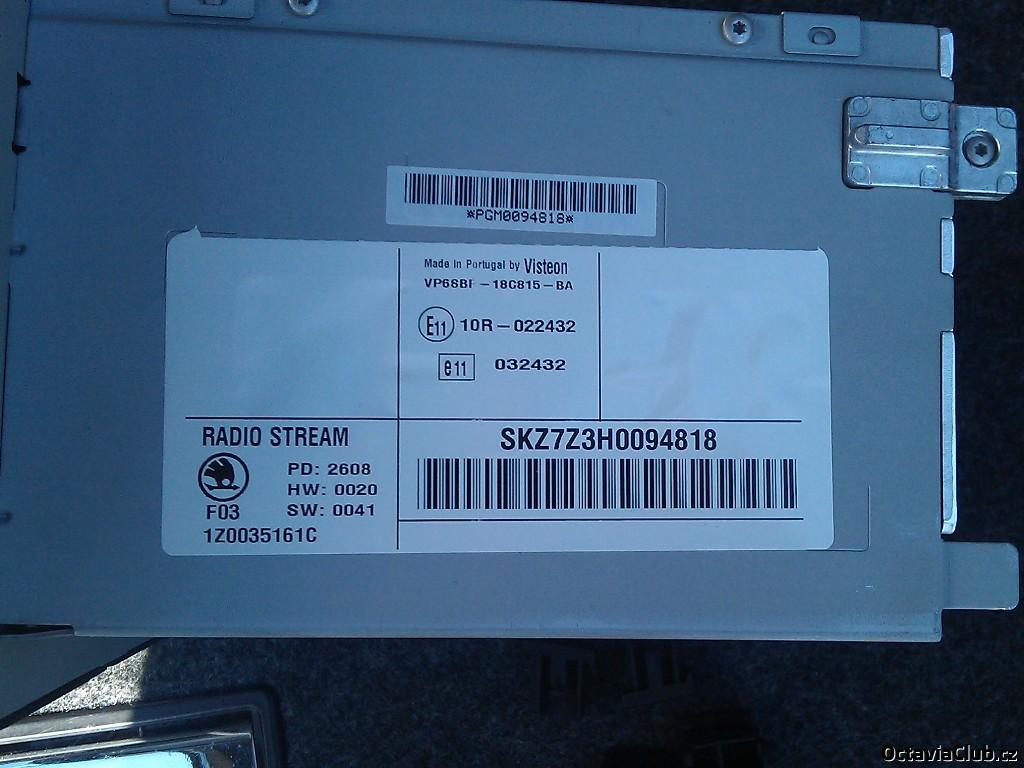 *PGM0094818*
Made in Portugal by Visteon
VP6SBF-18C815-BA
E11 10R-022432
e11 032432
RADIO STREAM
PD: 2608
HW: 0020
F03 SW: 0041
1Z0035161C
SKZ7Z3H0094818
OctaviaClub.cz